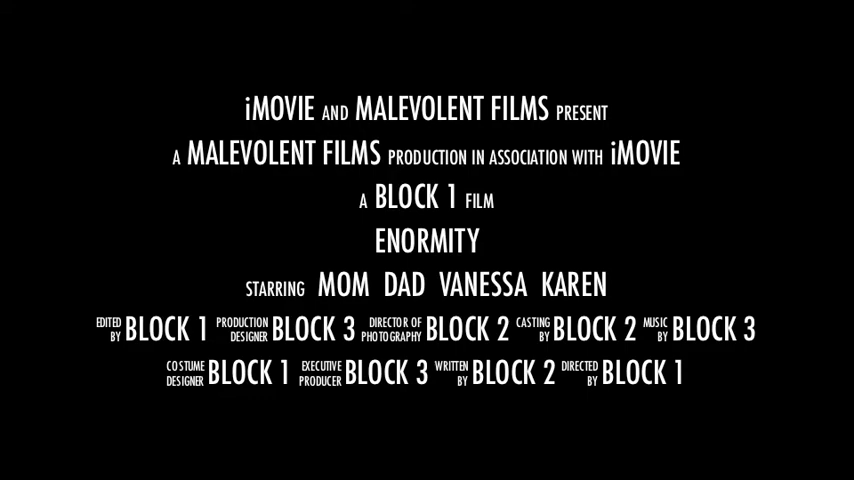 iMOVIE AND MALEVOLENT FILMS PRESENT
A MALEVOLENT FILMS PRODUCTION IN ASSOCIATION WITH iMOVIE
A BLOCK 1 FILM
ENORMITY
STARRING MOM DAD VANESSA KAREN
EDITED BY BLOCK 1 PRODUCTION DESIGNER BLOCK 3 DIRECTOR OF PHOTOGRAPHY BLOCK 2 CASTING BY BLOCK 2 MUSIC BY BLOCK 3
COSTUME DESIGNER BLOCK 1 EXECUTIVE PRODUCER BLOCK 3 WRITTEN BY BLOCK 2 DIRECTED BY BLOCK 1